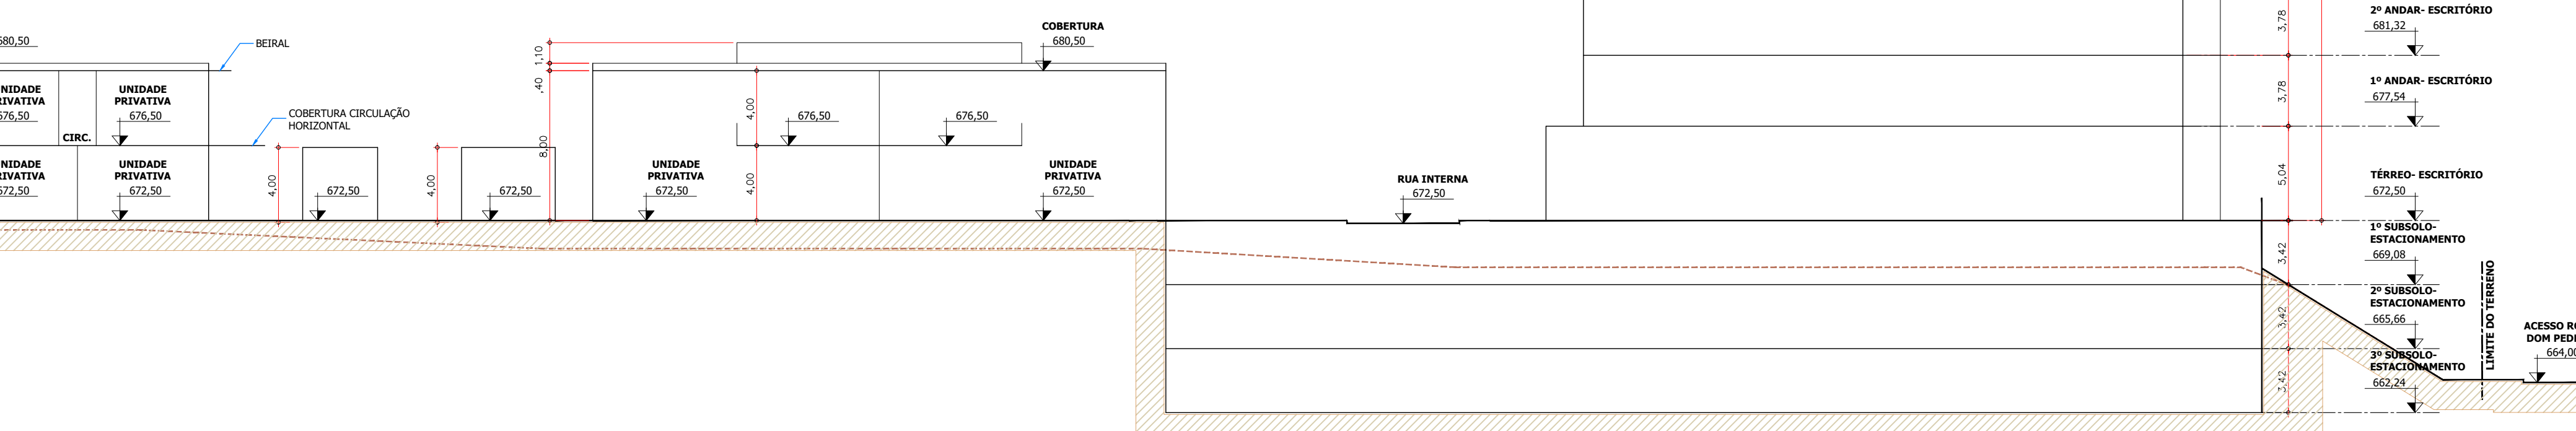 680,50
BEIRAL
UNIDADE
PRIVATIVA
676,50
CIRC.
UNIDADE
PRIVATIVA
676,50
COBERTURA CIRCULAÇÃO
HORIZONTAL
UNIDADE
PRIVATIVA
672,50
UNIDADE
PRIVATIVA
672,50
4,00
672,50
4,00
672,50
1,10
,40
8,00
COBERTURA
680,50
4,00
676,50
676,50
UNIDADE
PRIVATIVA
672,50
4,00
UNIDADE
PRIVATIVA
672,50
RUA INTERNA
672,50
3,78
3,78
5,04
3,42
3,42
3,42
2º ANDAR- ESCRITÓRIO
681,32
1º ANDAR- ESCRITÓRIO
677,54
TÉRREO- ESCRITÓRIO
672,50
1º SUBSOLO-
ESTACIONAMENTO
669,08
2º SUBSOLO-
ESTACIONAMENTO
665,66
3º SUBSOLO-
ESTACIONAMENTO
662,24
LIMITE DO TERRENO
ACESSO RO
DOM PED
664,00